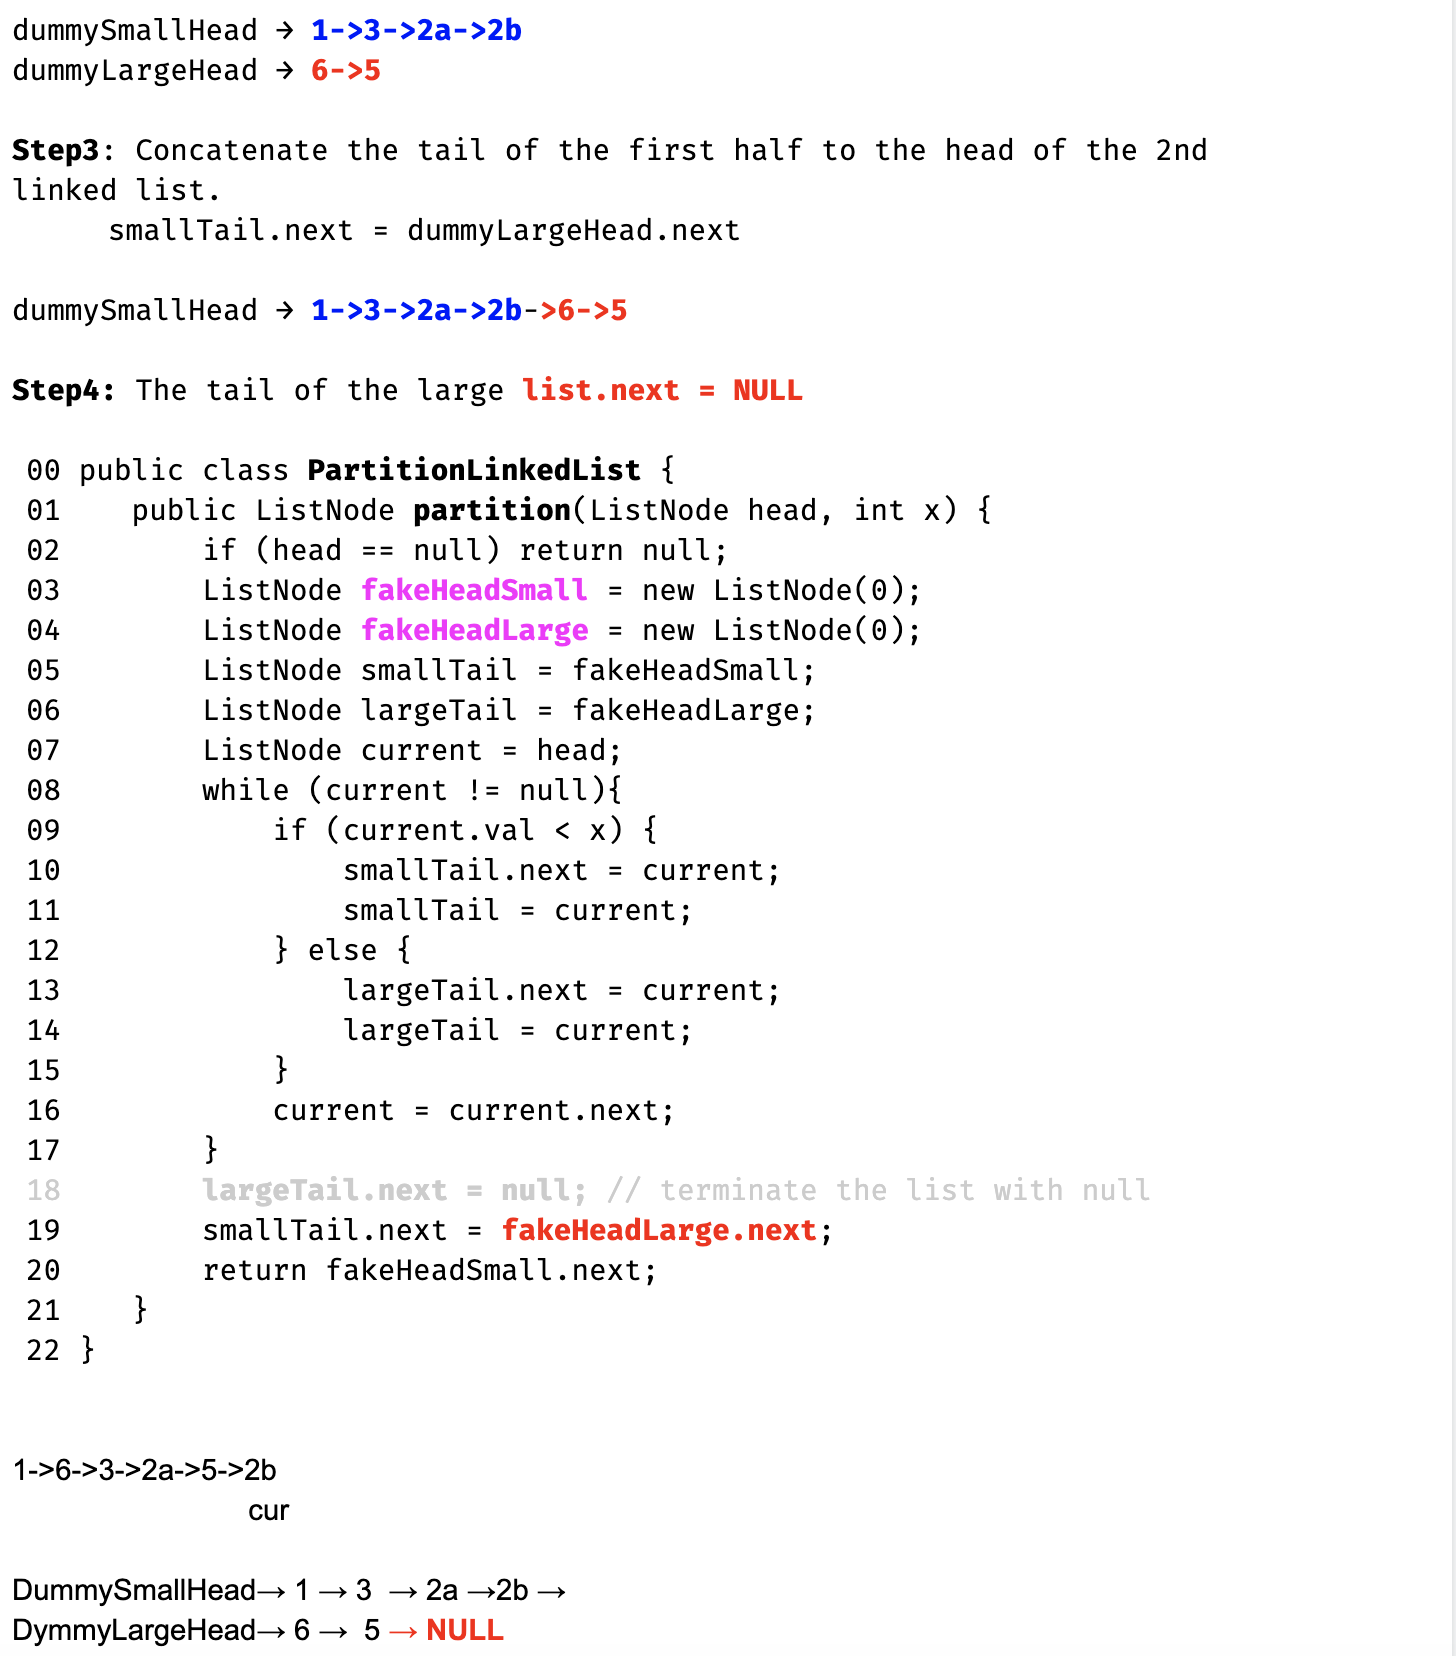 dummySmallHead → 1->3->2a->2b
dummyLargeHead → 6->5
Step3: Concatenate the tail of the first half to the head of the 2nd
linked list.
smallTail.next = dummyLargeHead.next
dummySmallHead → 1->3->2a->2b->6->5
Step4: The tail of the large list.next = NULL
00 public class PartitionLinkedList {
01    public ListNode partition(ListNode head, int x) {
02        if (head == null) return null;
03        ListNode fakeHeadSmall = new ListNode(0);
04        ListNode fakeHeadLarge = new ListNode(0);
05        ListNode smallTail = fakeHeadSmall;
06        ListNode largeTail = fakeHeadLarge;
07        ListNode current = head;
08        while (current != null){
09            if (current.val < x) {
10                smallTail.next = current;
11                smallTail = current;
12            } else {
13                largeTail.next = current;
14                largeTail = current;
15            }
16            current = current.next;
17        }
18        largeTail.next = null; // terminate the list with null
19        smallTail.next = fakeHeadLarge.next;
20        return fakeHeadSmall.next;
21    }
22 }
1->6->3->2a->5->2b
cur
DummySmallHead→ 1 → 3 → 2a →2b →
DymmyLargeHead→ 6 → 5 → NULL